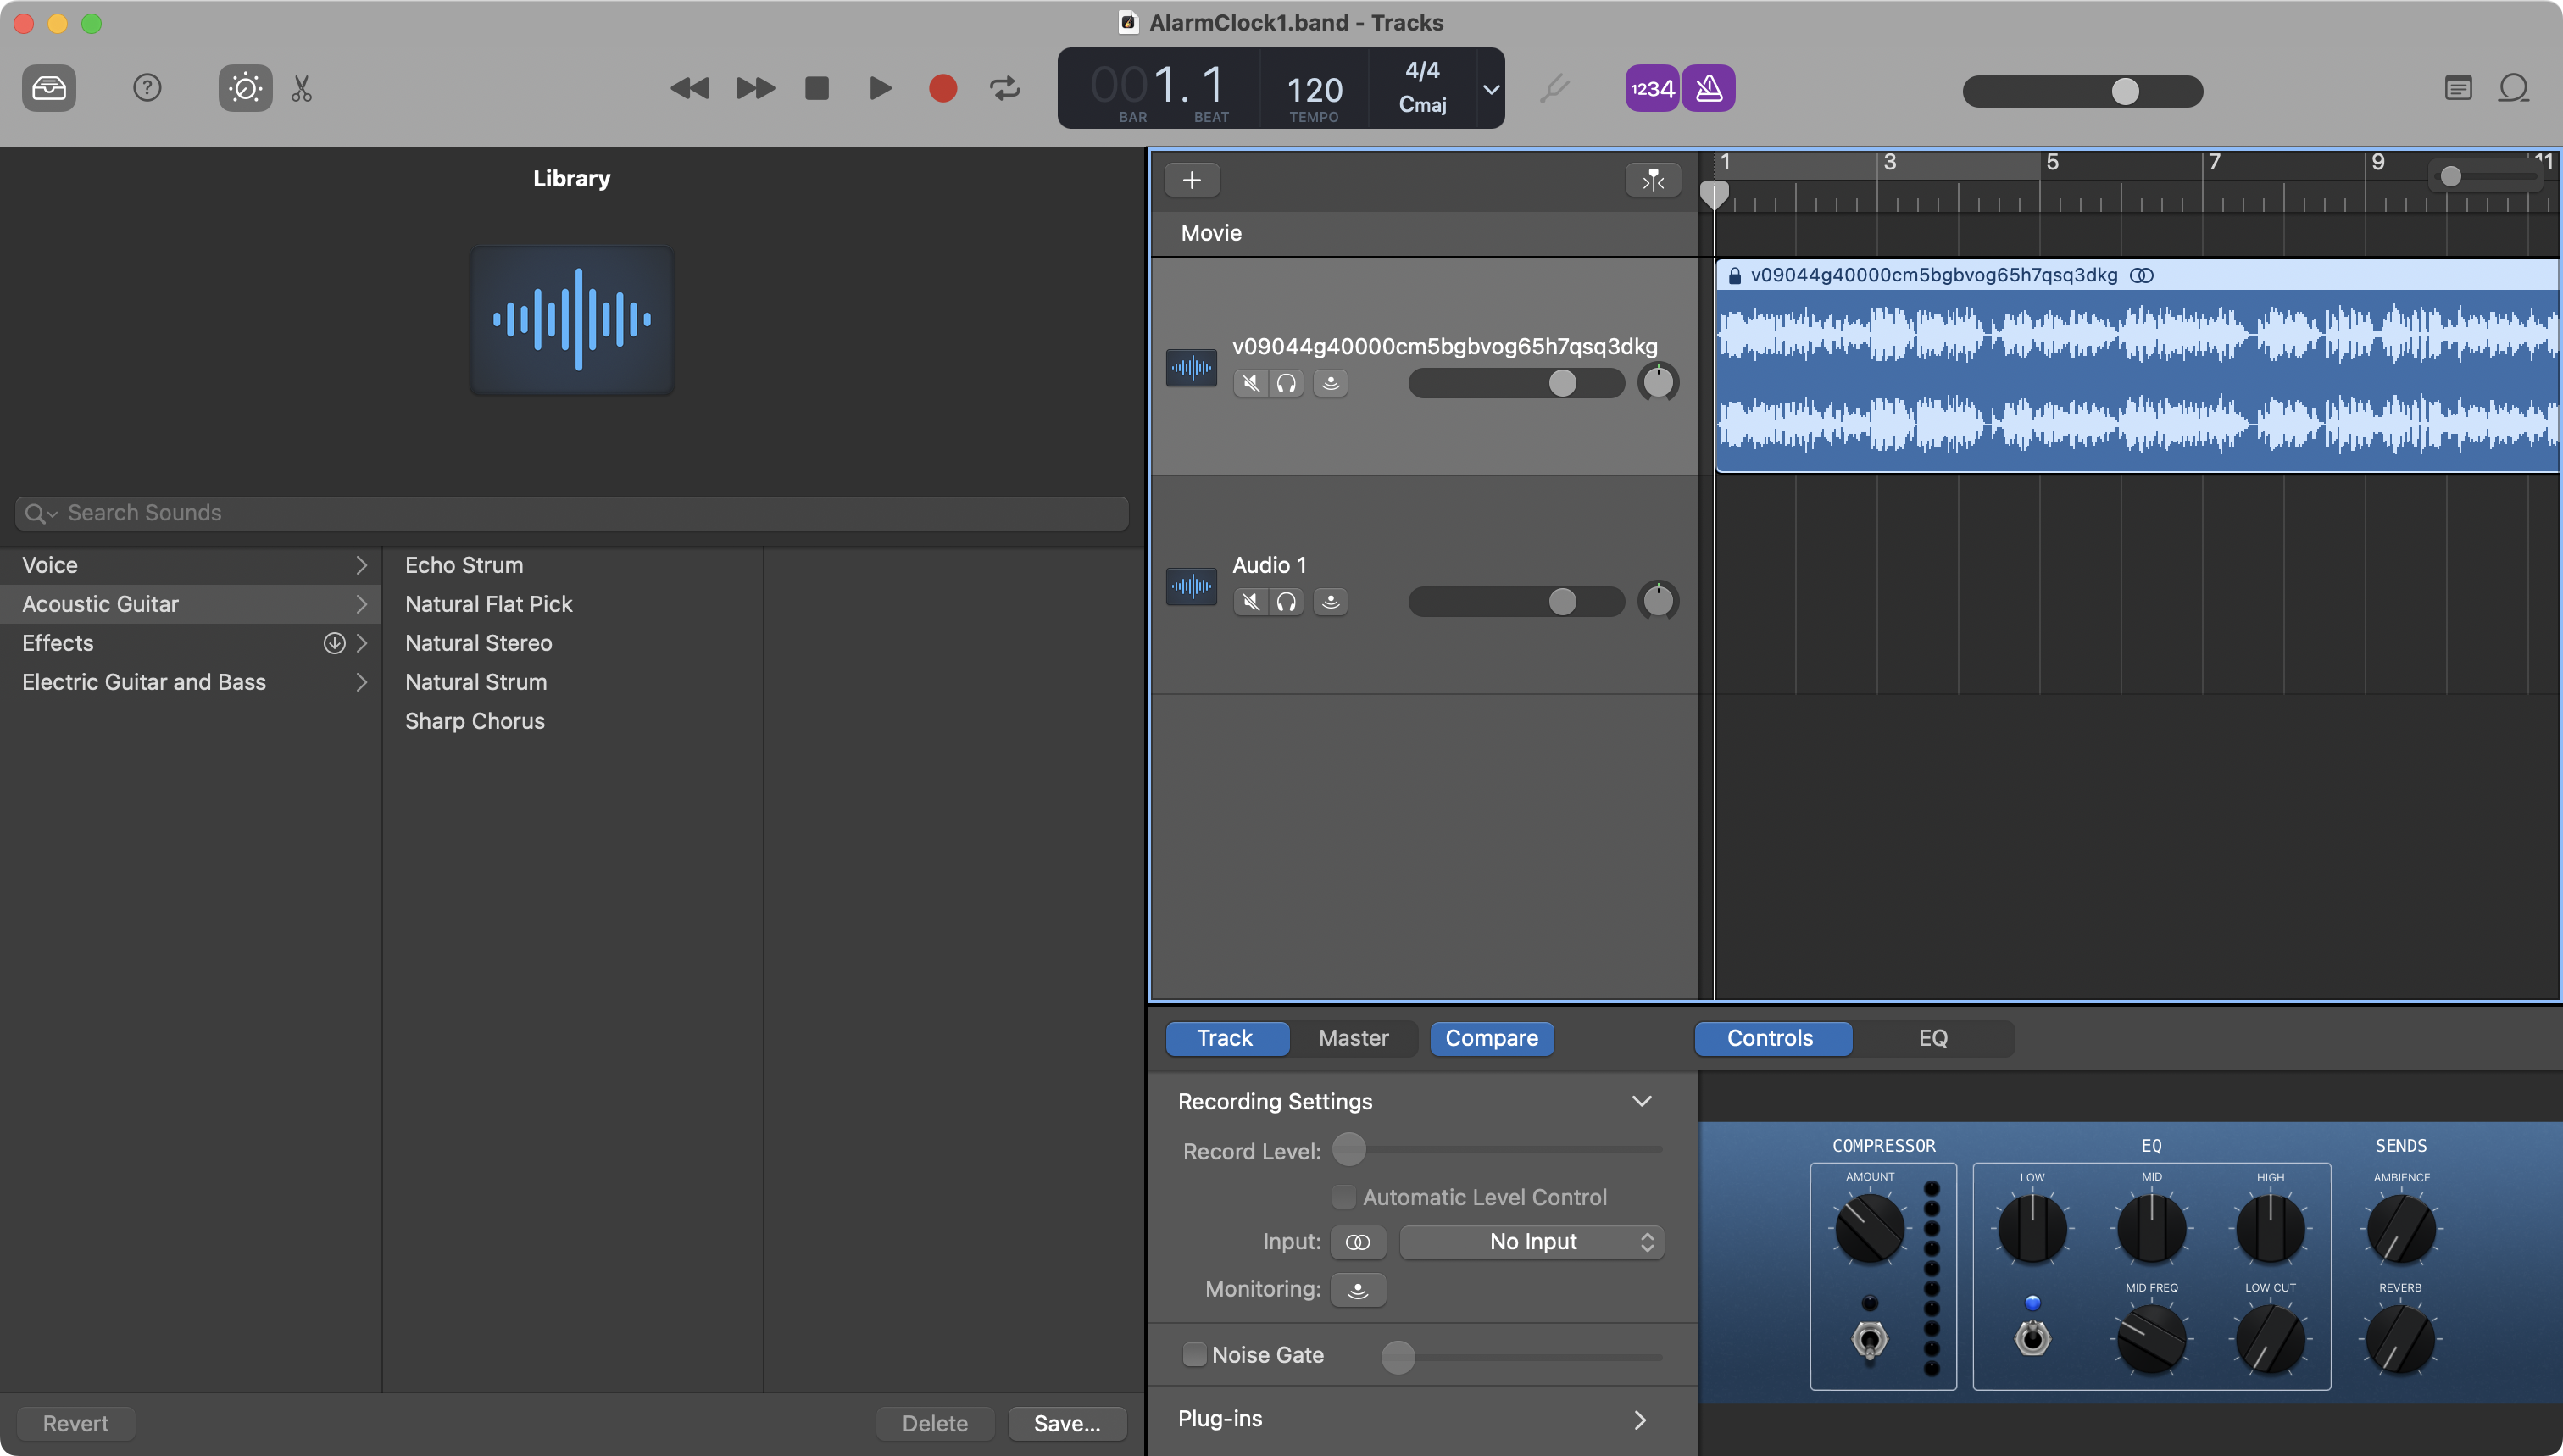 AlarmClock1.band - Tracks
001. 1
BAR BEAT
120
TEMPO
4/4
Cmaj
1234
Library
Search Sounds
Voice
Acoustic Guitar
Effects
Electric Guitar and Bass
Echo Strum
Natural Flat Pick
Natural Stereo
Natural Strum
Sharp Chorus
Revert
Delete
Save...
1 3 5 7 9 11
Movie
v09044g40000cm5bgbvog65h7qsq3dkg
v09044g40000cm5bgbvog65h7qsq3dkg
Audio 1
Track Master Compare Controls EQ
Recording Settings
Record Level:
Automatic Level Control
Input: No Input
Monitoring:
Noise Gate
Plug-ins
COMPRESSOR EQ SENDS
AMOUNT LOW MID HIGH AMBIENCE
MID FREQ LOW CUT REVERB